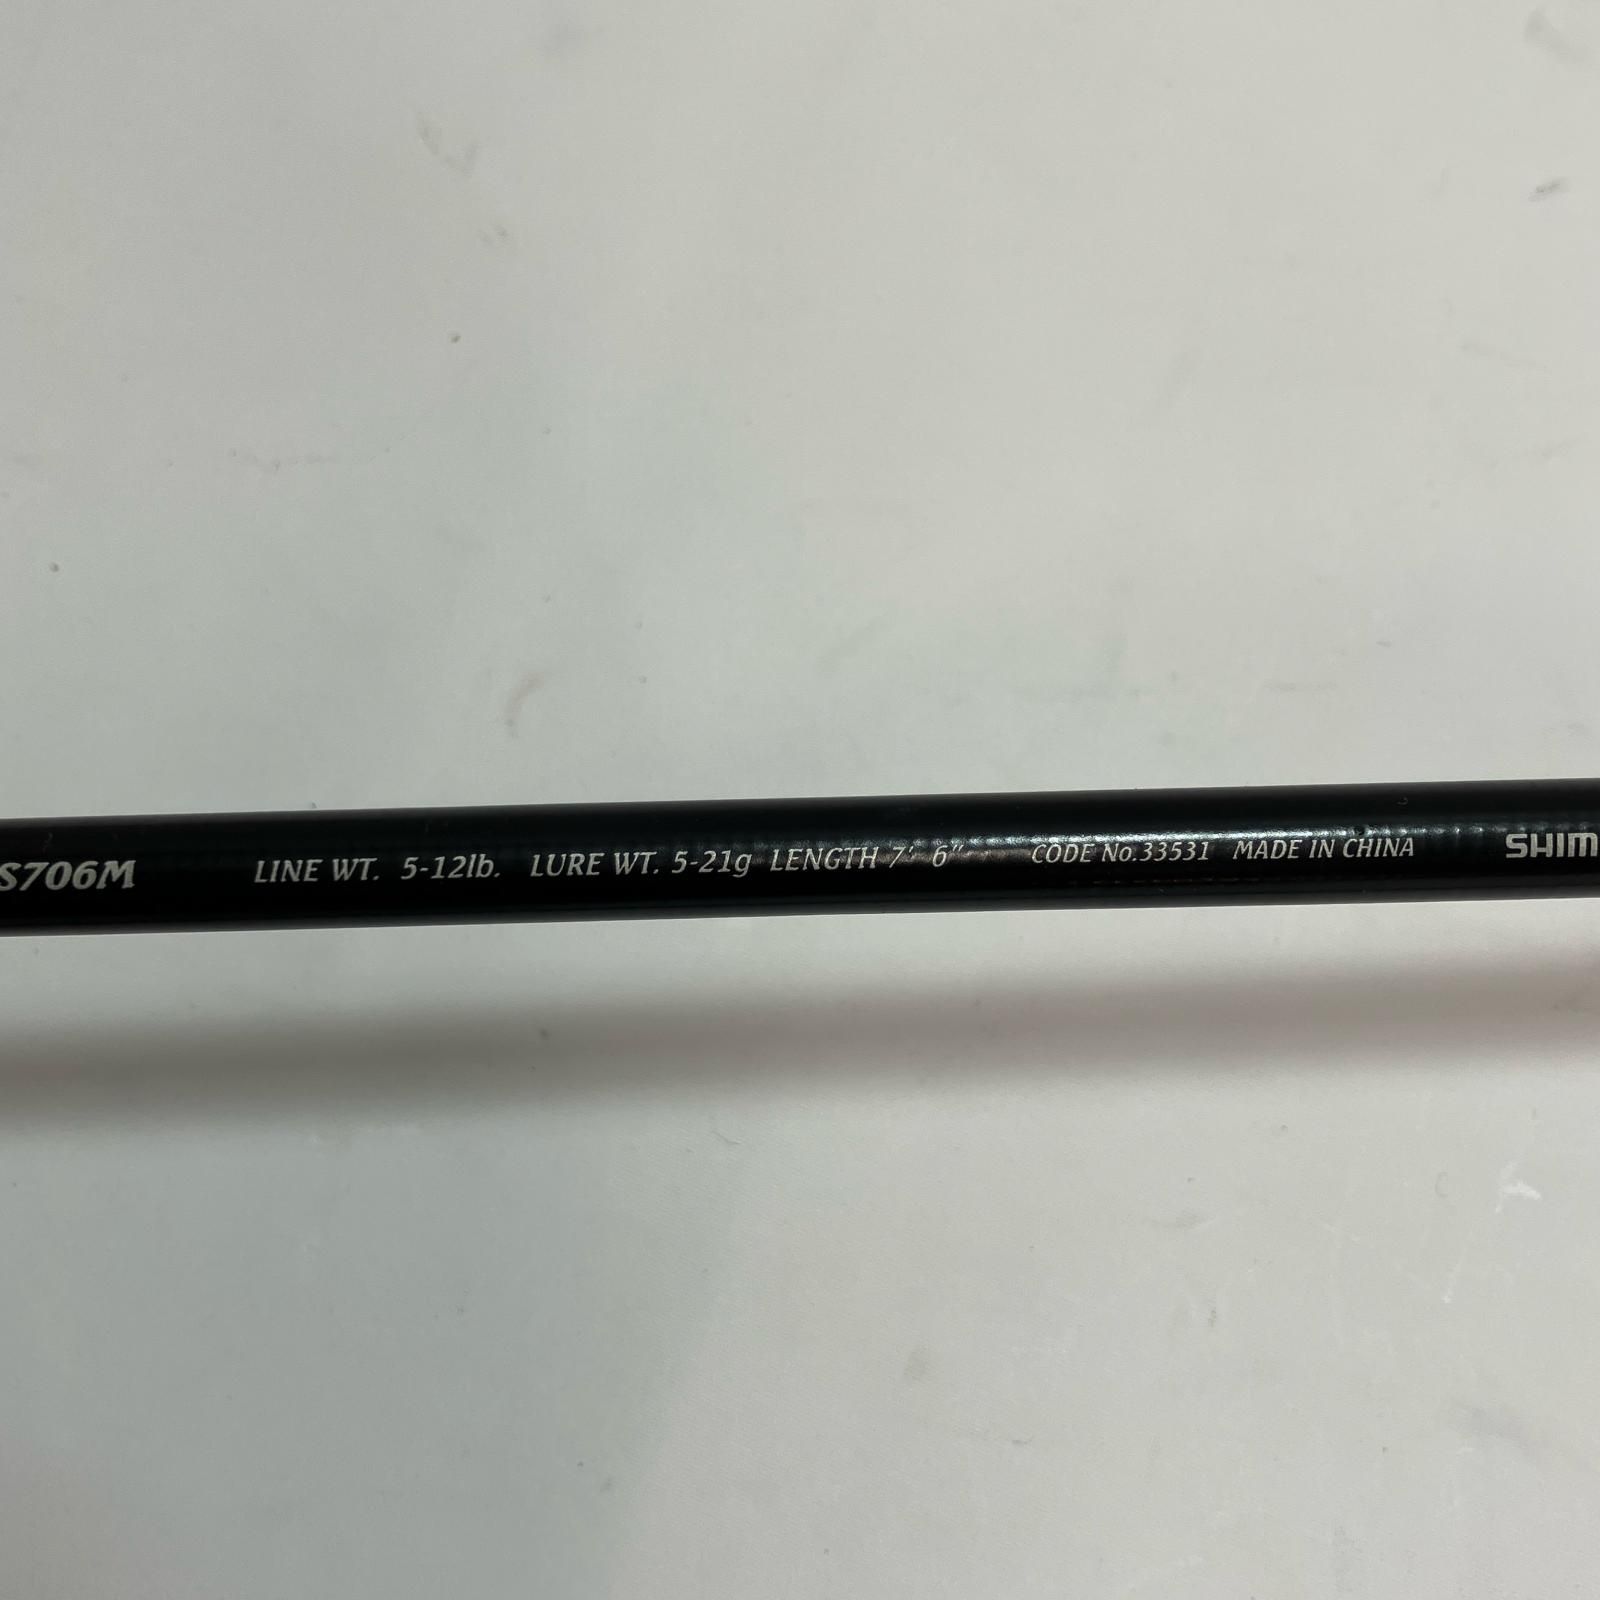 S706M LINE WT. 5-12lb. LURE WT. 5-21g LENGTH 7' 6" CODE No.33531 MADE IN CHINA SHIM